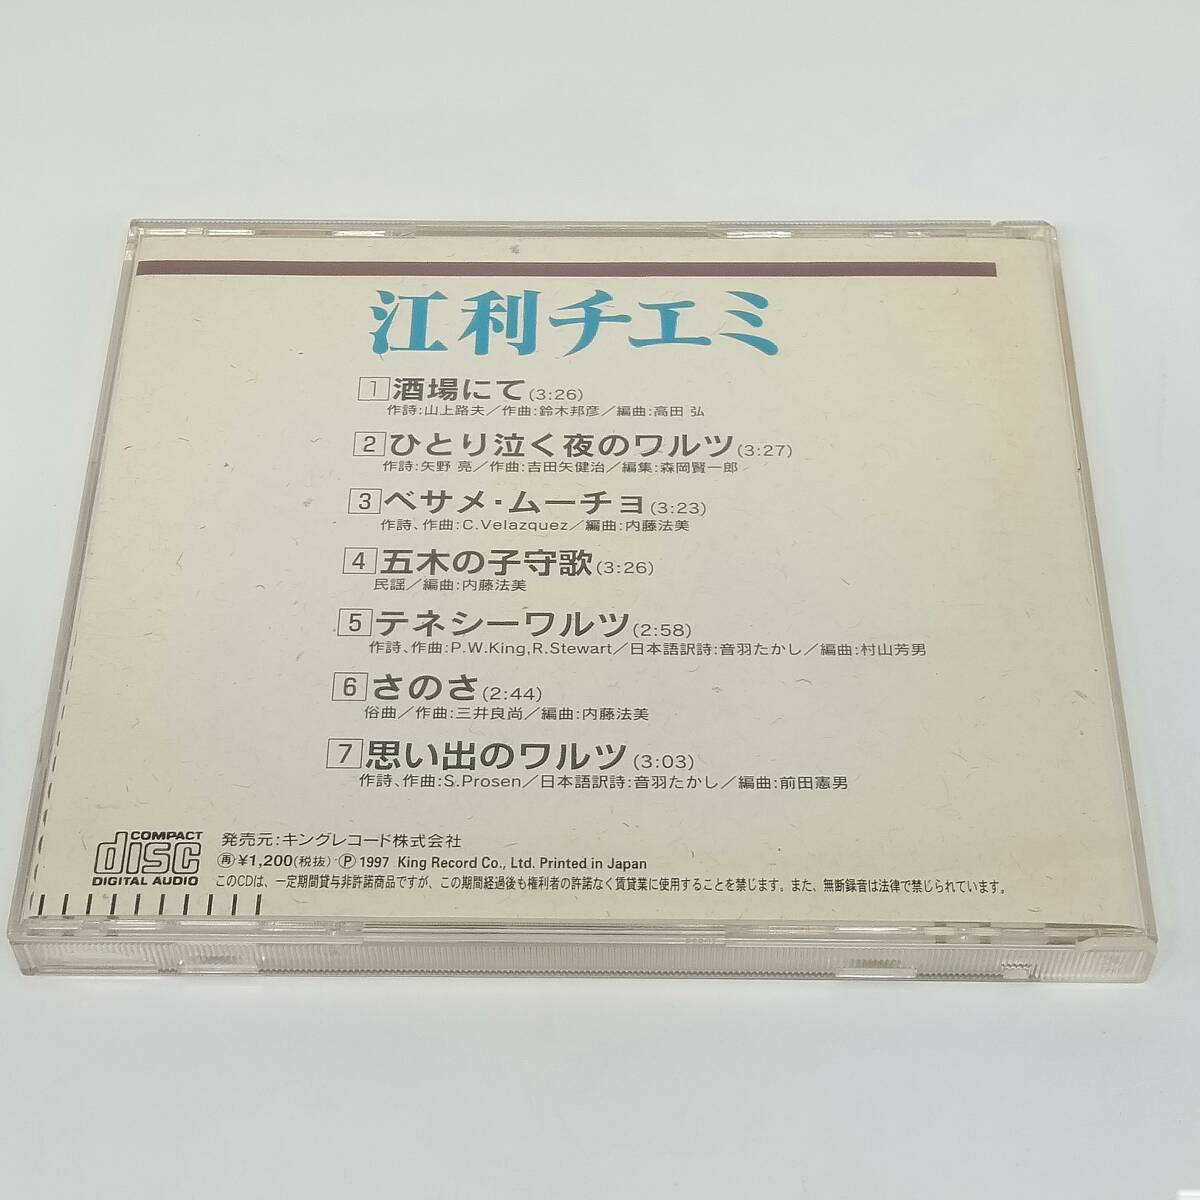 江利チエミ
1 酒場にて(3:26)
作詩:山上路夫／作曲:鈴木邦彦／編曲:高田 弘
2 ひとり泣く夜のワルツ(3:27)
作詩:矢野 亮／作曲:吉田矢健治／編集:森岡賢一郎
3 ベサメ・ムーチョ(3:23)
作詩、作曲:C.Velazquez／編曲:内藤法美
4 五木の子守歌(3:26)
民謡／編曲:内藤法美
5 テネシーワルツ(2:58)
作詩、作曲:P.W.King,R.Stewart／日本語訳詩:音羽たかし／編曲:村山芳男
6 さのさ(2:44)
俗曲／作曲:三井良尚／編曲:内藤法美
7 思い出のワルツ(3:03)
作詩、作曲:S.Prosen／日本語訳詩:音羽たかし／編曲:前田憲男
COMPACT
disc
DIGITAL AUDIO
発売元:キングレコード株式会社
㊢¥1,200(税抜)·Ⓟ 1997 King Record Co., Ltd. Printed in Japan
このCDは、一定期間貸与非許諾商品ですが、この期間経過後も権利者の許諾なく賃貸業に使用することを禁じます。また、無断録音は法律で禁じられています。